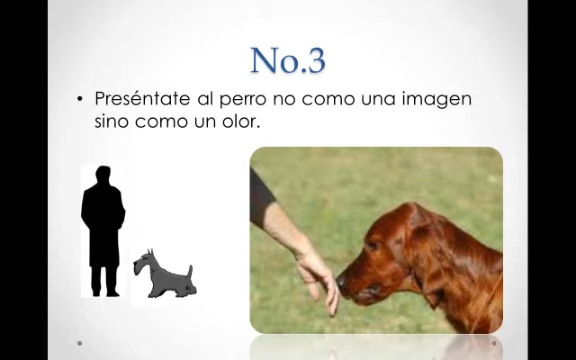 No.3
• Preséntate al perro no como una imagen
sino como un olor.